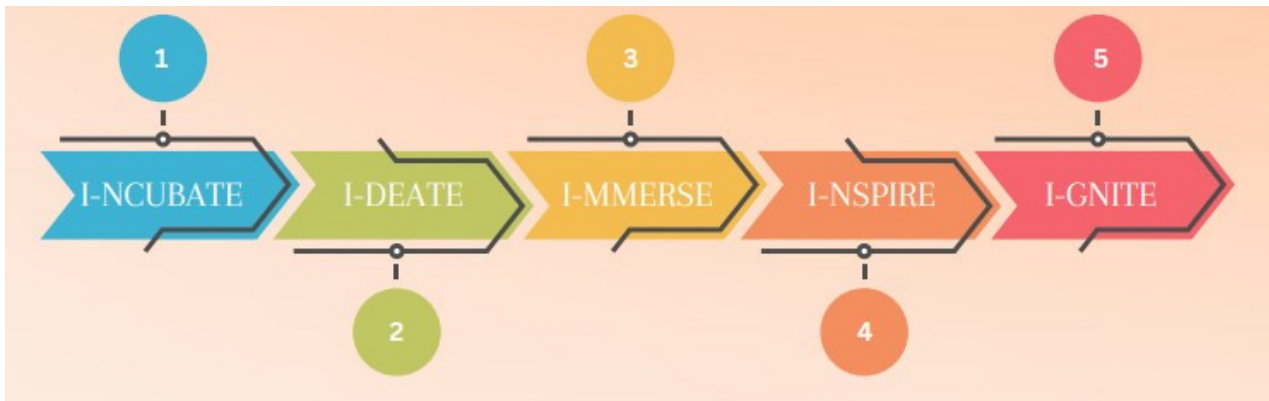 1
I-NCUBATE
2
I-DEATE
3
I-MMERSE
4
I-NSPIRE
5
I-GNITE